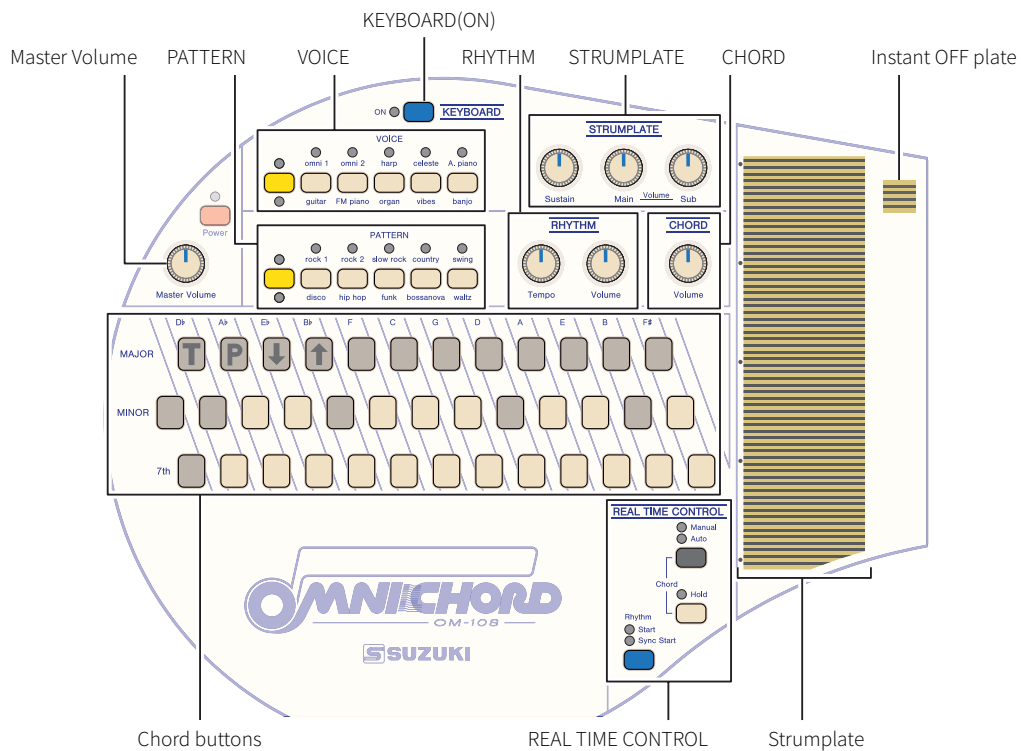 KEYBOARD(ON)
Master Volume PATTERN VOICE RHYTHM STRUMPLATE CHORD Instant OFF plate
ON KEYBOARD
VOICE
omni 1 omni 2 harp celeste A. piano
guitar FM piano organ vibes banjo
STRUMPLATE
Sustain Main Volume Sub
Power
Master Volume
PATTERN
rock 1 rock 2 slow rock country swing
disco hip hop funk bossanova waltz
RHYTHM
Tempo Volume
CHORD
Volume
D♭ A♭ E♭ B♭ F C G D A E B F#
MAJOR T P ↓ ↑
MINOR
7th
REAL TIME CONTROL
Manual
Auto
Chord
Hold
Rhythm
Start
Sync Start
OMNICHORD
OM-108
SUZUKI
Chord buttons REAL TIME CONTROL Strumplate